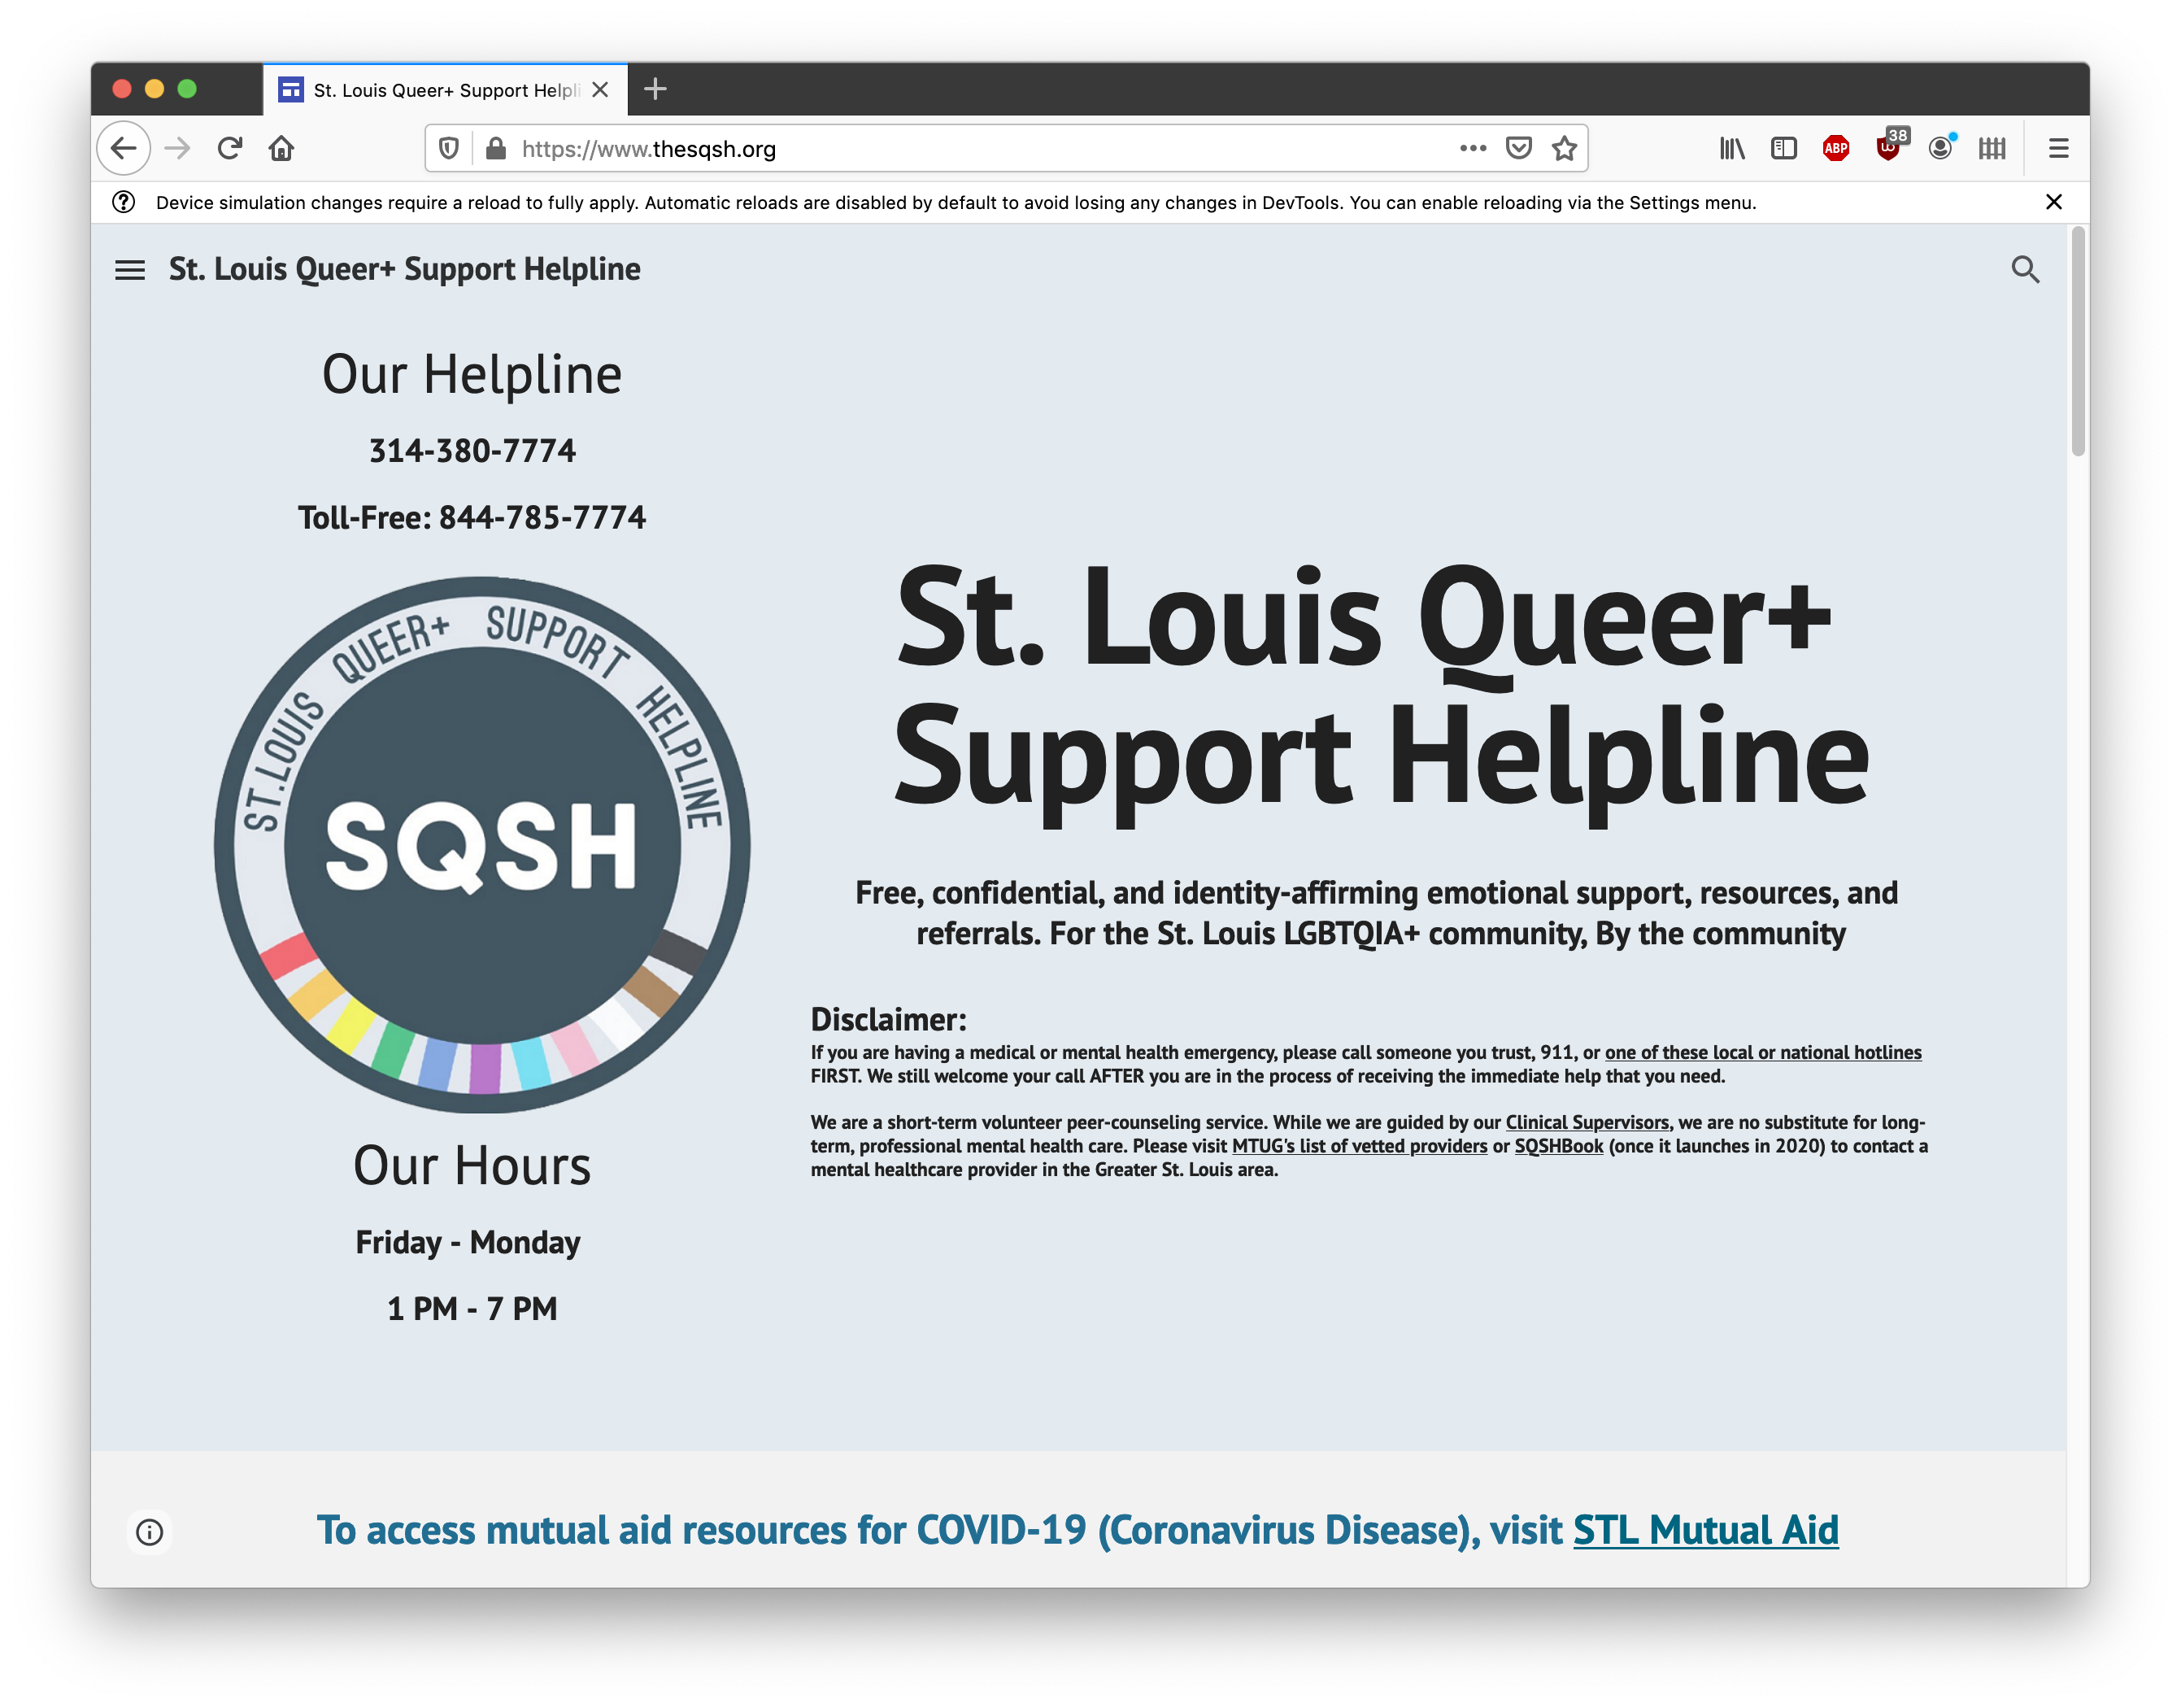 St. Louis Queer+ Support Helpli
https://www.thesqsh.org
ABP
38
Device simulation changes require a reload to fully apply. Automatic reloads are disabled by default to avoid losing any changes in DevTools. You can enable reloading via the Settings menu.
St. Louis Queer+ Support Helpline
Our Helpline
314-380-7774
Toll-Free: 844-785-7774
ST.LOUIS QUEER+ SUPPORT HELPLINE
SQSH
Our Hours
Friday - Monday
1 PM - 7 PM
St. Louis Queer+
Support Helpline
Free, confidential, and identity-affirming emotional support, resources, and
referrals. For the St. Louis LGBTQIA+ community, By the community
Disclaimer:
If you are having a medical or mental health emergency, please call someone you trust, 911, or one of these local or national hotlines
FIRST. We still welcome your call AFTER you are in the process of receiving the immediate help that you need.
We are a short-term volunteer peer-counseling service. While we are guided by our Clinical Supervisors, we are no substitute for long-
term, professional mental health care. Please visit MTUG's list of vetted providers or SQSHBook (once it launches in 2020) to contact a
mental healthcare provider in the Greater St. Louis area.
To access mutual aid resources for COVID-19 (Coronavirus Disease), visit STL Mutual Aid